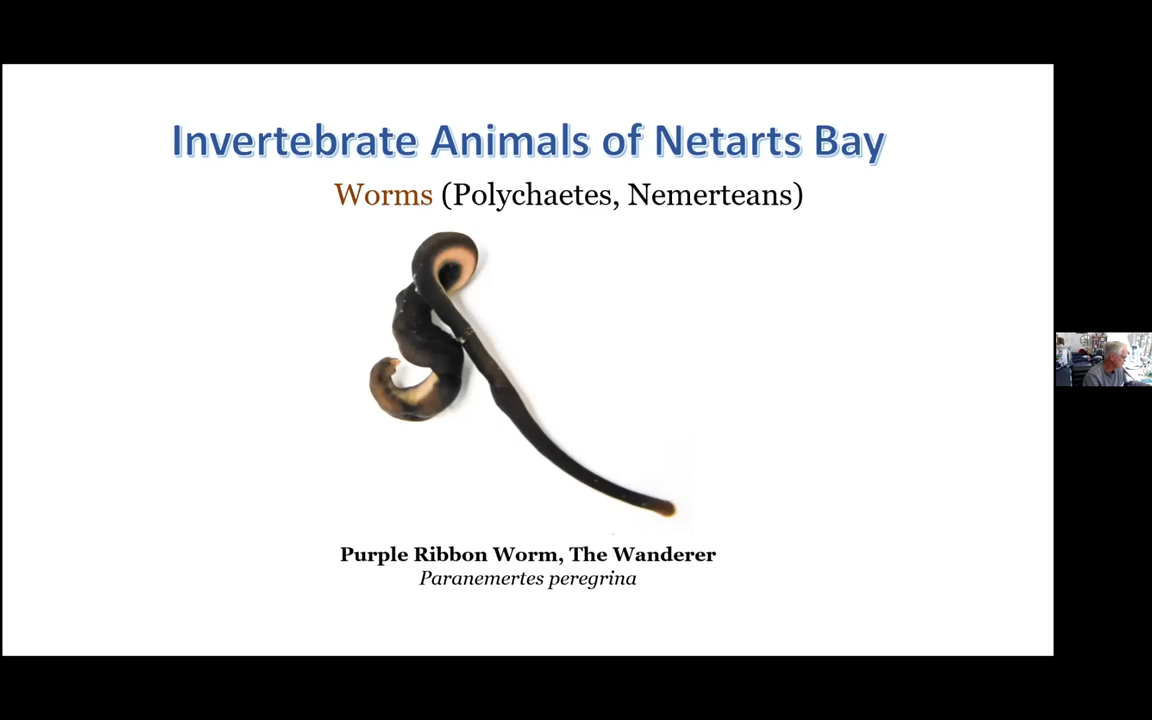 Invertebrate Animals of Netarts Bay
Worms (Polychaetes, Nemerteans)
Purple Ribbon Worm, The Wanderer
Paranemertes peregrina